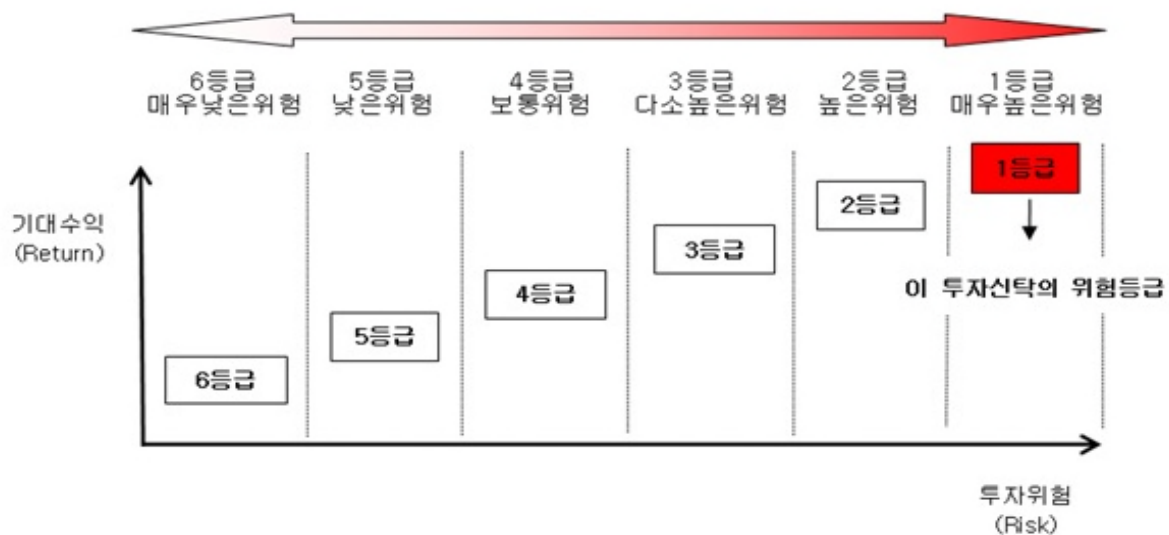 6등급 5등급 4등급 3등급 2등급 1등급
매우낮은위험 낮은위험 보통위험 다소높은위험 높은위험 매우높은위험
1등급
2등급
기대수익
(Return)
3등급
4등급
이 투자신탁의 위험등급
5등급
6등급
투자위험
(Risk)